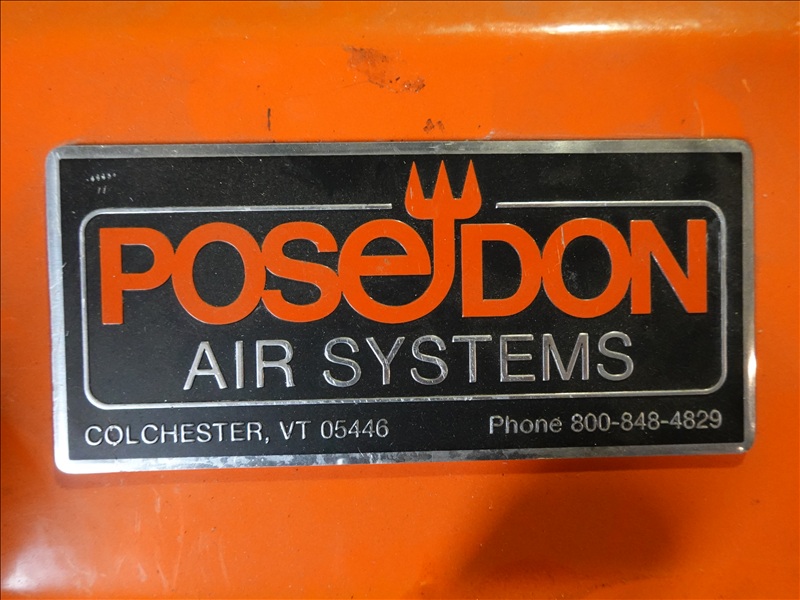 POSEIDON
AIR SYSTEMS
COLCHESTER, VT 05446
Phone 800-848-4829